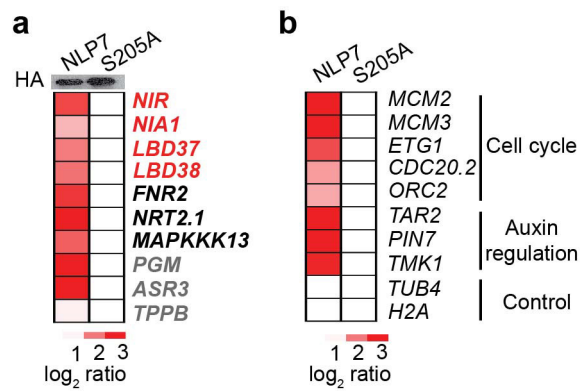 a
NLP7 S205A
HA
NIR
NIA1
LBD37
LBD38
FNR2
NRT2.1
MAPKKK13
PGM
ASR3
TPPB
1 2 3
log2 ratio
b
NLP7 S205A
MCM2
MCM3
ETG1
CDC20.2
ORC2
Cell cycle
TAR2
PIN7
TMK1
Auxin
regulation
TUB4
H2A
Control
1 2 3
log2 ratio